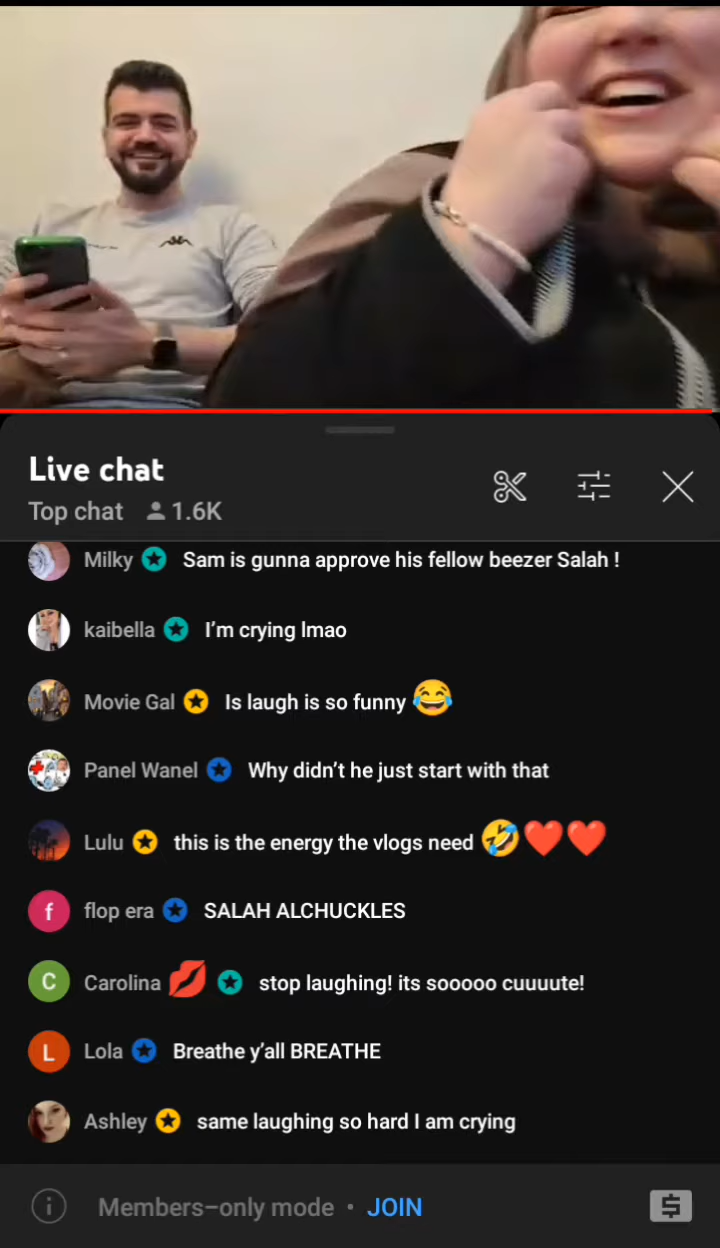 Live chat
Top chat 1.6K
Milky Sam is gunna approve his fellow beezer Salah !
kaibella I'm crying lmao
Movie Gal Is laugh is so funny 😂
Panel Wanel Why didn't he just start with that
Lulu this is the energy the vlogs need 🤣❤️❤️
f flop era SALAH ALCHUCKLES
C Carolina 💋 stop laughing! its sooooo cuuuute!
L Lola Breathe y'all BREATHE
Ashley same laughing so hard I am crying
Members-only mode • JOIN